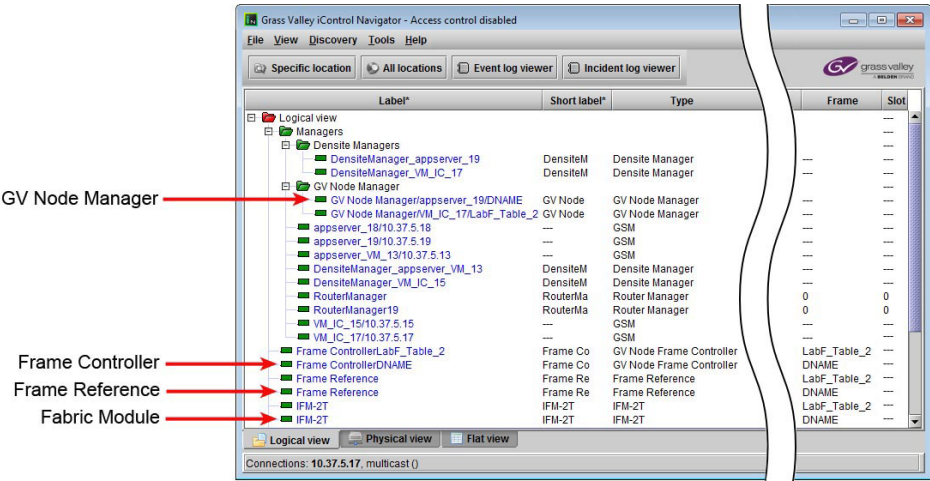 Grass Valley iControl Navigator - Access control disabled
File View Discovery Tools Help
Specific location All locations Event log viewer Incident log viewer
GV grass valley
A BELDEN BRAND
Label* Short label* Type Frame Slot
Logical view ---
Managers ---
Densite Managers ---
DensiteManager_appserver_19 DensiteM Densite Manager --- ---
DensiteManager_VM_IC_17 DensiteM Densite Manager --- ---
GV Node Manager ---
GV Node Manager GV Node Manager/appserver_19/DNAME GV Node GV Node Manager --- ---
GV Node Manager/VM_IC_17/LabF_Table_2 GV Node GV Node Manager --- ---
appserver_18/10.37.5.18 --- GSM --- ---
appserver_19/10.37.5.19 --- GSM --- ---
appserver_VM_13/10.37.5.13 --- GSM --- ---
DensiteManager_appserver_VM_13 DensiteM Densite Manager --- ---
DensiteManager_VM_IC_15 DensiteM Densite Manager --- ---
RouterManager RouterMa Router Manager 0 0
RouterManager19 RouterMa Router Manager 0 0
VM_IC_15/10.37.5.15 --- GSM --- ---
VM_IC_17/10.37.5.17 --- GSM --- ---
Frame ControllerLabF_Table_2 Frame Co GV Node Frame Controller LabF_Table_2 ---
Frame Controller Frame ControllerDNAME Frame Co GV Node Frame Controller DNAME ---
Frame Reference Frame Re Frame Reference LabF_Table_2 ---
Frame Reference Frame Reference Frame Re Frame Reference DNAME ---
IFM-2T IFM-2T IFM-2T LabF_Table_2 ---
Fabric Module IFM-2T IFM-2T IFM-2T DNAME ---
Logical view Physical view Flat view
Connections: 10.37.5.17, multicast ()